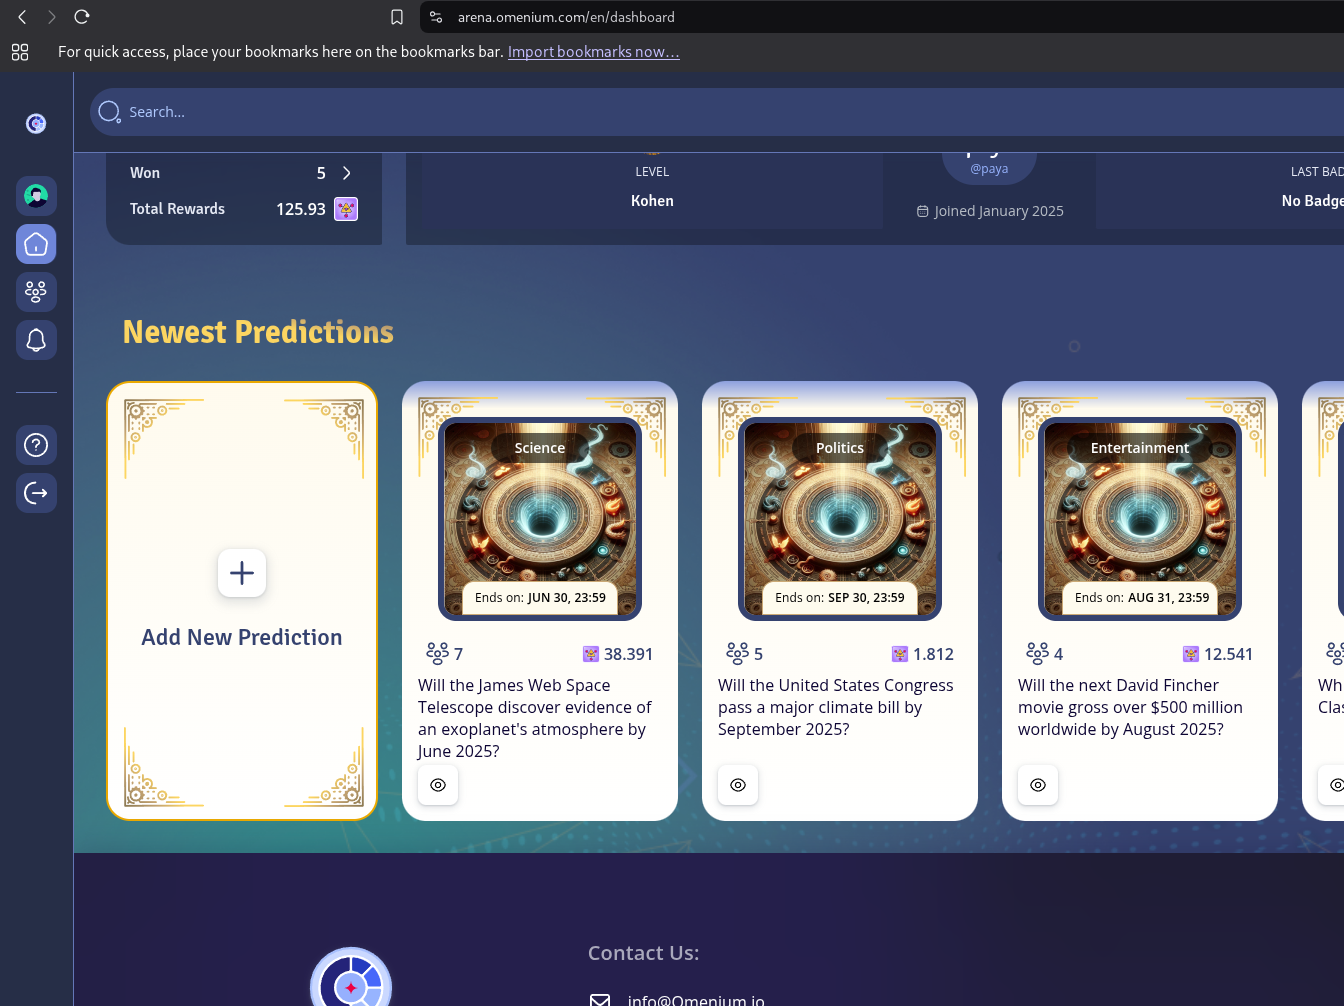 arena.omenium.com/en/dashboard
For quick access, place your bookmarks here on the bookmarks bar. Import bookmarks now...
Search...
Won 5
Total Rewards 125.93
LEVEL
Kohen
@paya
Joined January 2025
LAST BAD
No Badge
Newest Predictions
Add New Prediction
Science
Ends on: JUN 30, 23:59
7 38.391
Will the James Web Space
Telescope discover evidence of
an exoplanet's atmosphere by
June 2025?
Politics
Ends on: SEP 30, 23:59
5 1.812
Will the United States Congress
pass a major climate bill by
September 2025?
Entertainment
Ends on: AUG 31, 23:59
4 12.541
Will the next David Fincher
movie gross over $500 million
worldwide by August 2025?
Wh
Clas
Contact Us:
info@Omenium.io